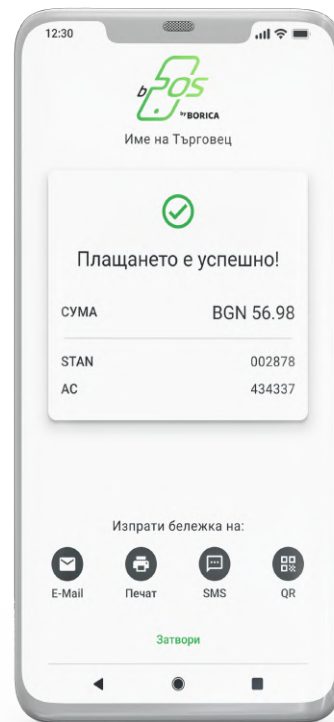 12:30
bPOS
by BORICA
Име на Търговец
Плащането е успешно!
СУМА BGN 56.98
STAN 002878
AC 434337
Изпрати бележка на:
E-Mail Печат SMS QR
Затвори